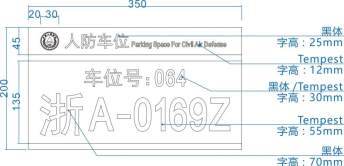 350
20 30
人防车位 Parking Space For Civil Air Defense
车位号：064
浙A-0169Z
45
200
135
黑体
字高：25mm
Tempest
字高：12mm
黑体/Tempest
字高：30mm
Tempest
字高：55mm
黑体
字高：70mm